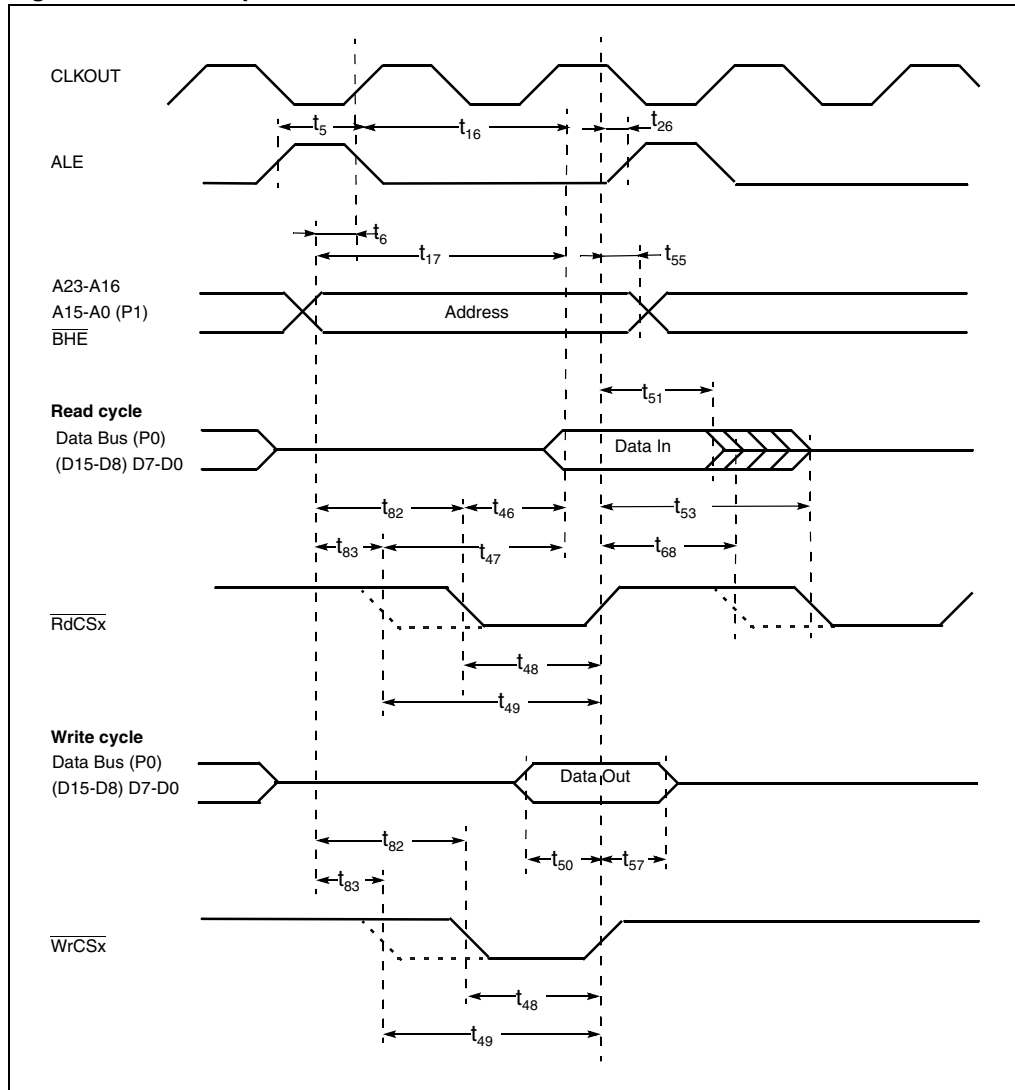 CLKOUT
t5
t16
t26
ALE
t6
t17
t55
A23-A16
A15-A0 (P1)
Address
BHE
t51
Read cycle
Data Bus (P0)
Data In
(D15-D8) D7-D0
t82
t46
t53
t83
t47
t68
RdCSx
t48
t49
Write cycle
Data Bus (P0)
Data Out
(D15-D8) D7-D0
t82
t50
t57
t83
WrCSx
t48
t49